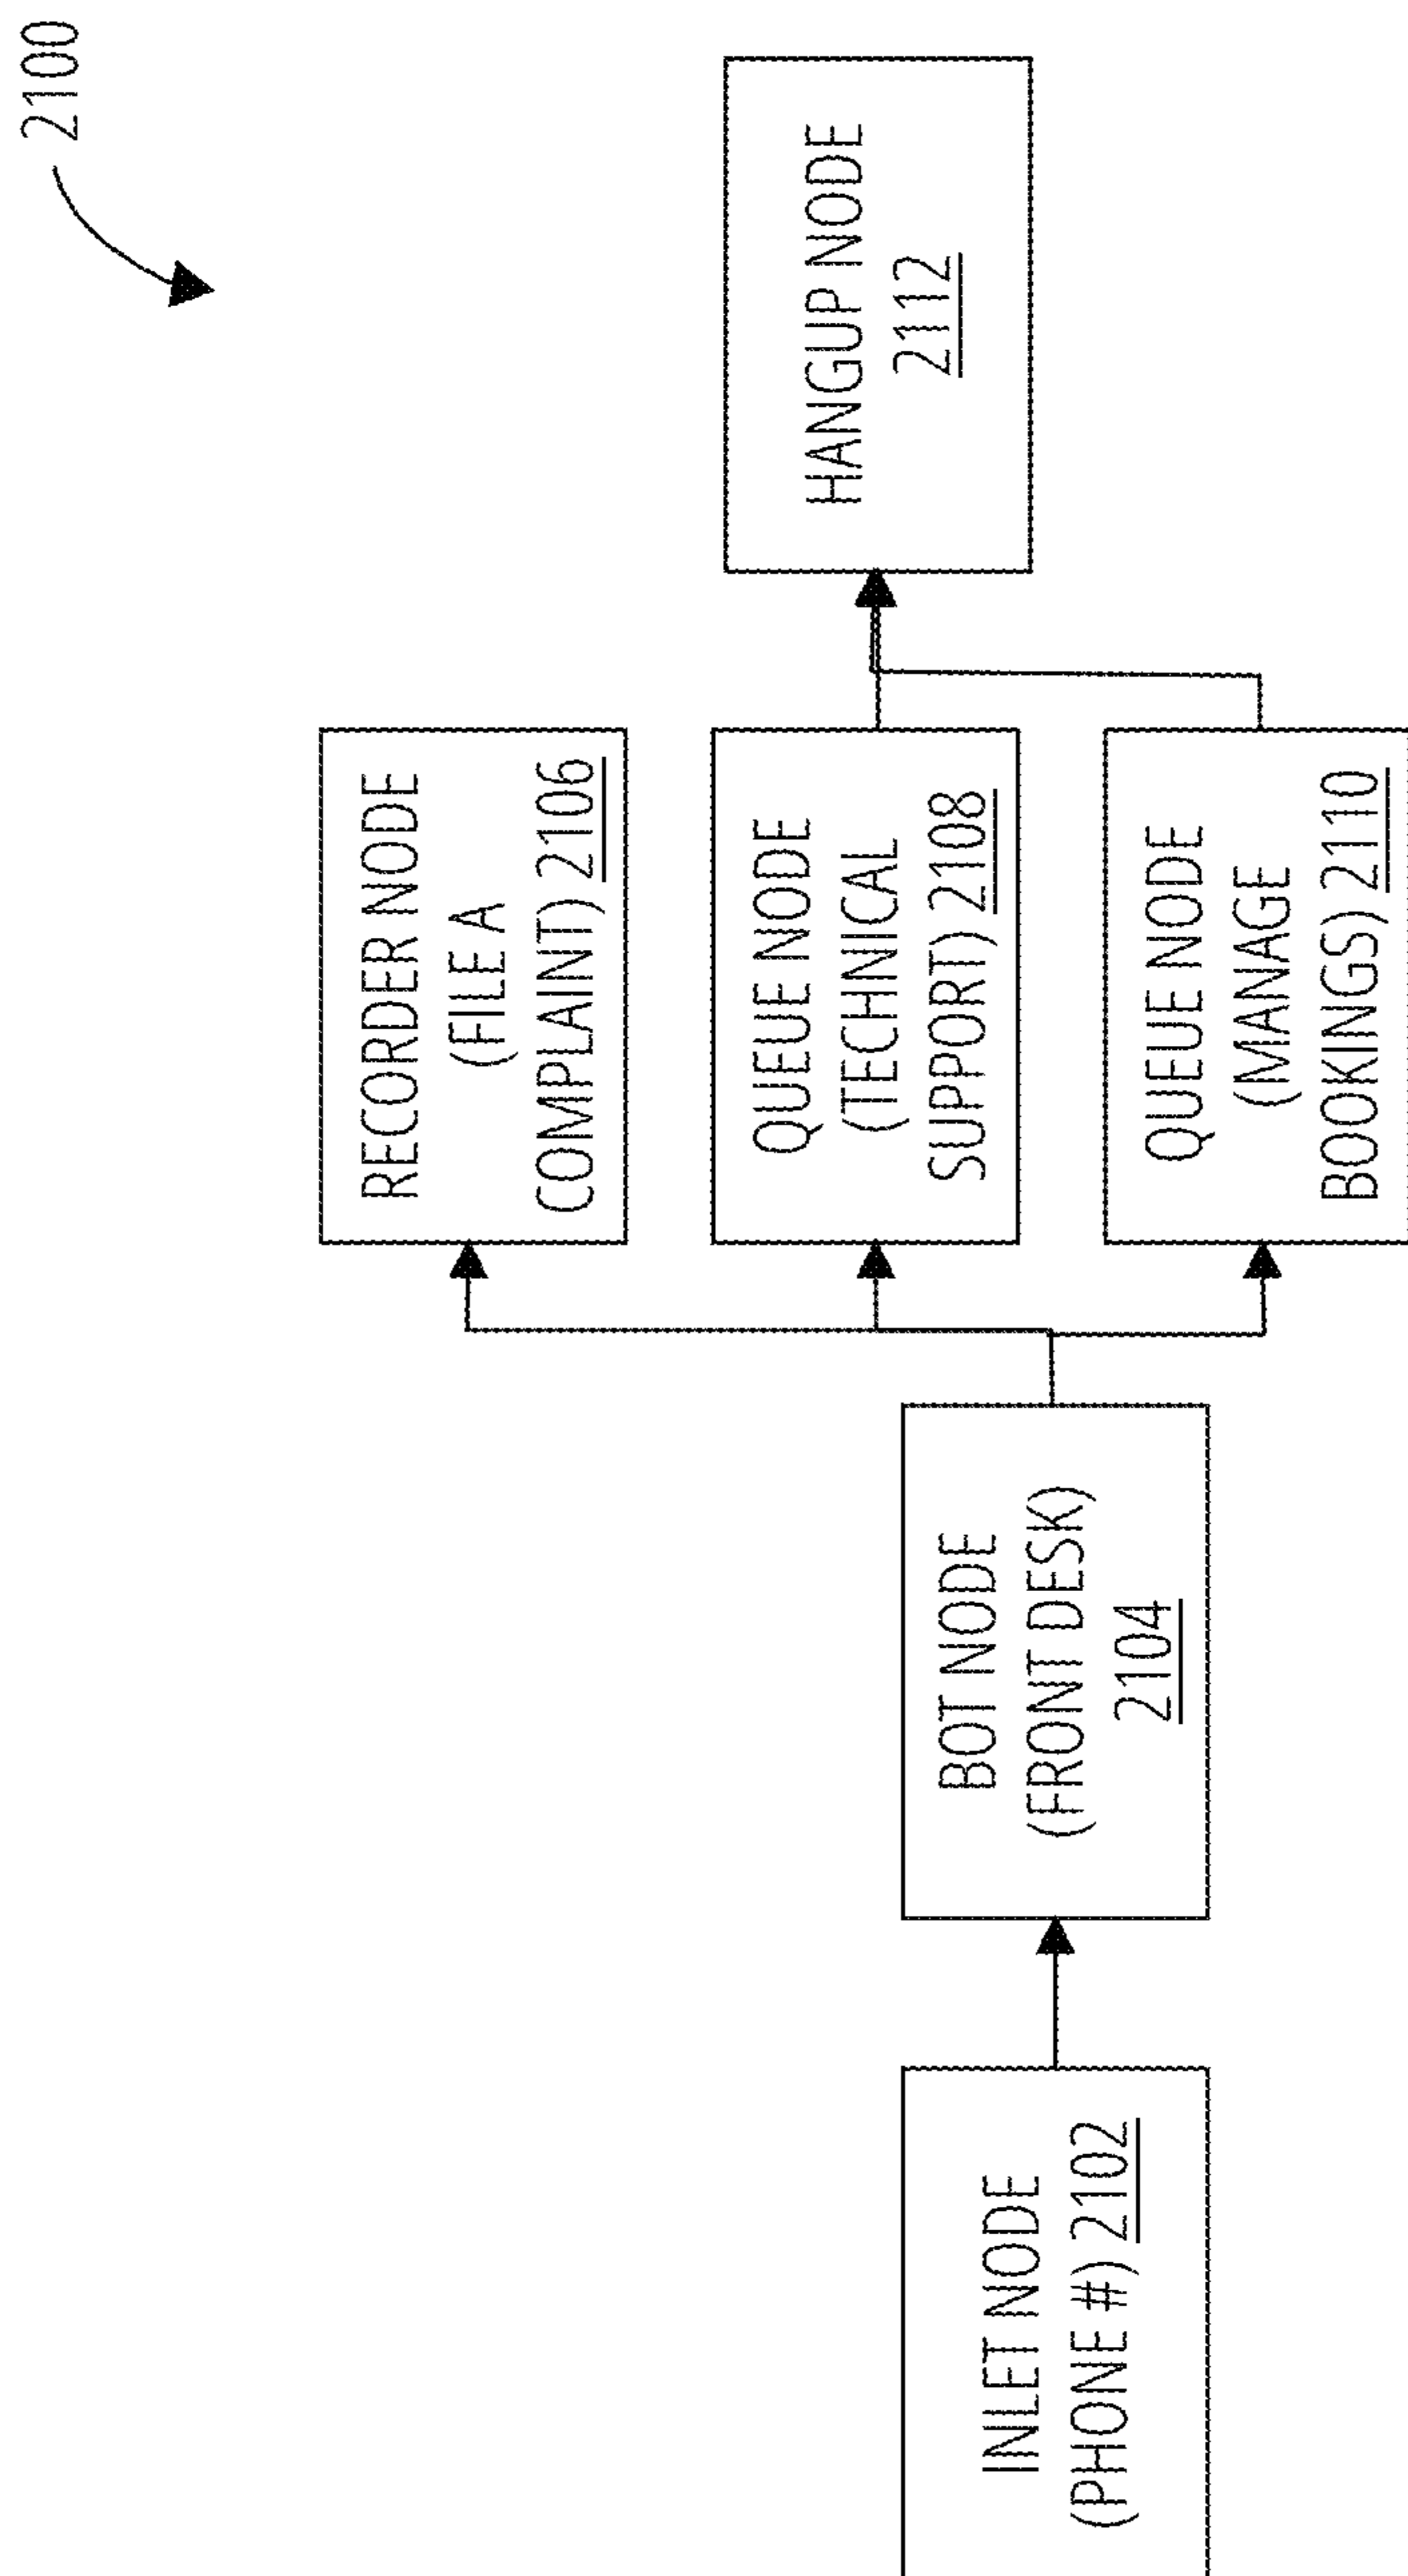 2100
INLET NODE
(PHONE #) 2102
BOT NODE
(FRONT DESK)
2104
RECORDER NODE
(FILE A
COMPLAINT) 2106
QUEUE NODE
(TECHNICAL
SUPPORT) 2108
QUEUE NODE
(MANAGE
BOOKINGS) 2110
HANGUP NODE
2112